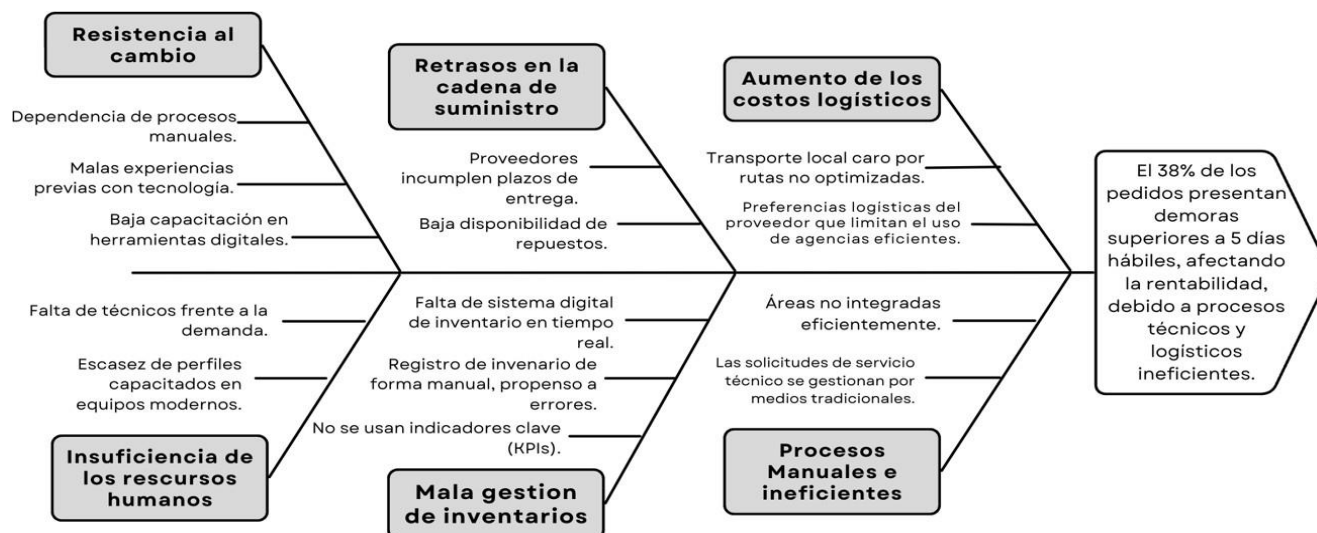 Resistencia al
cambio
Dependencia de procesos
manuales.
Malas experiencias
previas con tecnología.
Baja capacitación en
herramientas digitales.
Retrasos en la
cadena de
suministro
Proveedores
incumplen plazos de
entrega.
Baja disponibilidad de
repuestos.
Aumento de los
costos logísticos
Transporte local caro por
rutas no optimizadas.
Preferencias logísticas del
proveedor que limitan el uso
de agencias eficientes.
El 38% de los
pedidos presentan
demoras
superiores a 5 días
hábiles, afectando
la rentabilidad,
debido a procesos
técnicos y
logísticos
ineficientes.
Falta de técnicos frente a la
demanda.
Escasez de perfiles
capacitados en
equipos modernos.
Insuficiencia de
los rescursos
humanos
Falta de sistema digital
de inventario en tiempo
real.
Registro de invenario de
forma manual, propenso a
errores.
No se usan indicadores clave
(KPIs).
Mala gestion
de inventarios
Áreas no integradas
eficientemente.
Las solicitudes de servicio
técnico se gestionan por
medios tradicionales.
Procesos
Manuales e
ineficientes